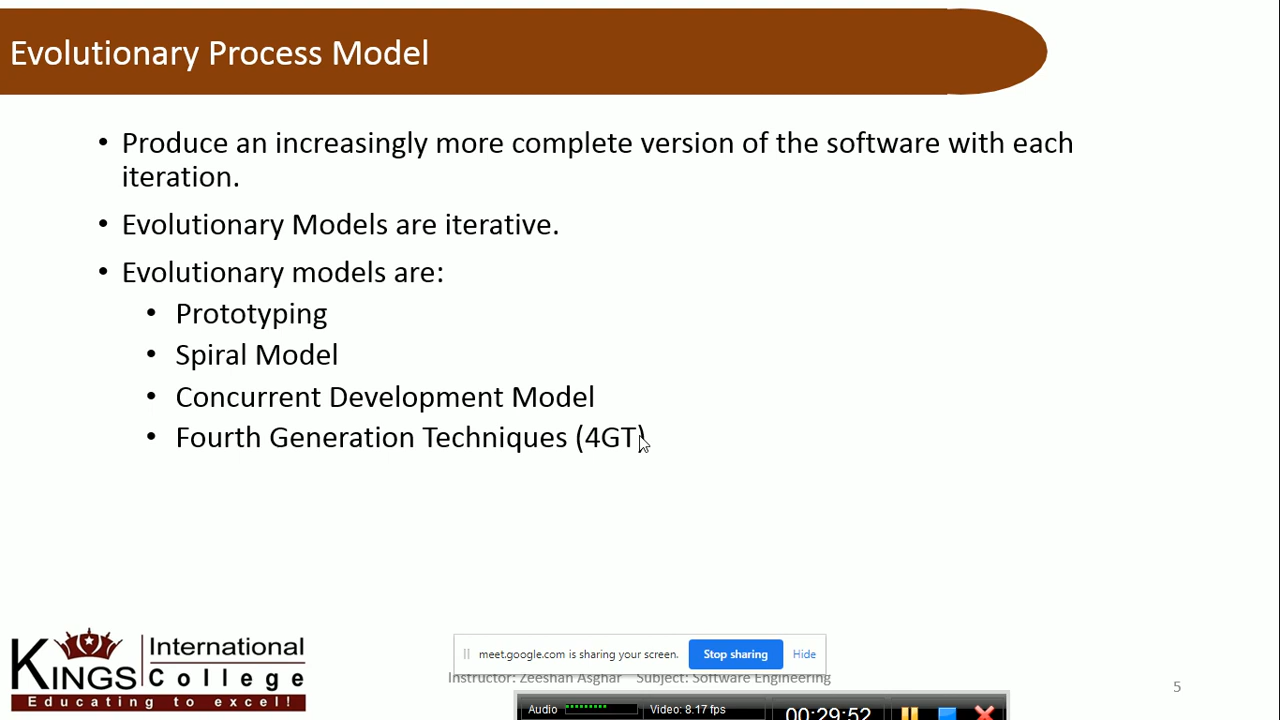 Evolutionary Process Model
• Produce an increasingly more complete version of the software with each
iteration.
• Evolutionary Models are iterative.
• Evolutionary models are:
• Prototyping
• Spiral Model
• Concurrent Development Model
• Fourth Generation Techniques (4GT)
KINGS International College
Educating to excel!
meet.google.com is sharing your screen. Stop sharing Hide
Instructor: Zeeshan Asghar Subject: Software Engineering
5
Audio Video: 8.17 fps 00:29:52